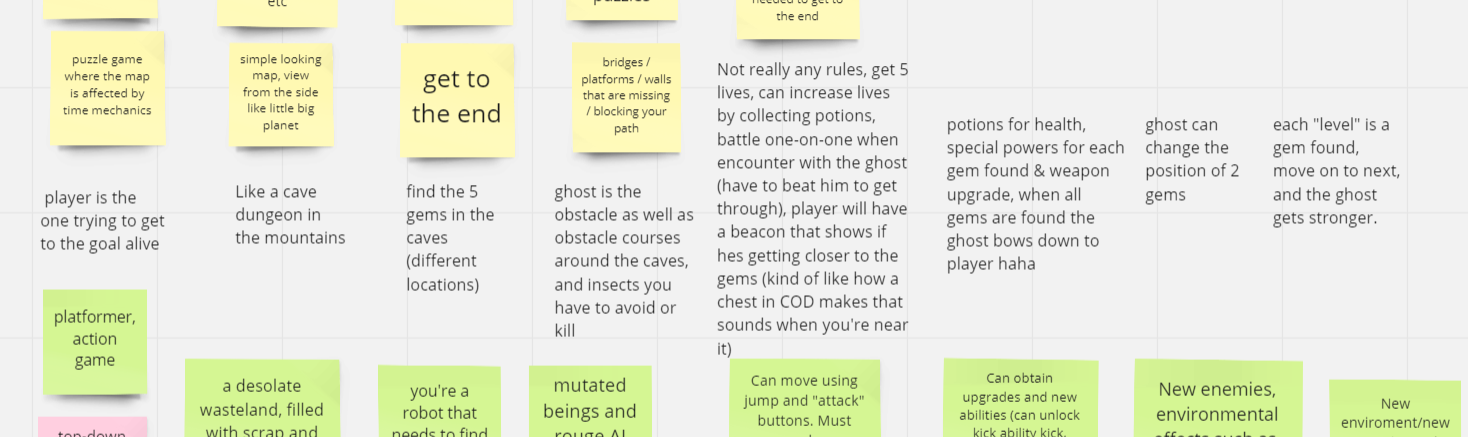 etc
puzzles
needed to get to
the end
puzzle game
where the map
is affected by
time mechanics
simple looking
map, view
from the side
like little big
planet
get to
the end
bridges /
platforms / walls
that are missing
/ blocking your
path
player is the
one trying to get
to the goal alive
Like a cave
dungeon in
the mountains
find the 5
gems in the
caves
(different
locations)
ghost is the
obstacle as well as
obstacle courses
around the caves,
and insects you
have to avoid or
kill
Not really any rules, get 5
lives, can increase lives
by collecting potions,
battle one-on-one when
encounter with the ghost
(have to beat him to get
through), player will have
a beacon that shows if
hes getting closer to the
gems (kind of like how a
chest in COD makes that
sounds when you're near
it)
potions for health,
special powers for each
gem found & weapon
upgrade, when all
gems are found the
ghost bows down to
player haha
ghost can
change the
position of 2
gems
each "level" is a
gem found,
move on to next,
and the ghost
gets stronger.
platformer,
action
game
a desolate
wasteland, filled
with scrap and
you're a
robot that
needs to find
mutated
beings and
rouge AI
Can move using
jump and "attack"
buttons. Must
Can obtain
upgrades and new
abilities (can unlock
kick ability kick,
New enemies,
environmental
effects such as
New
enviroment/new
top-down